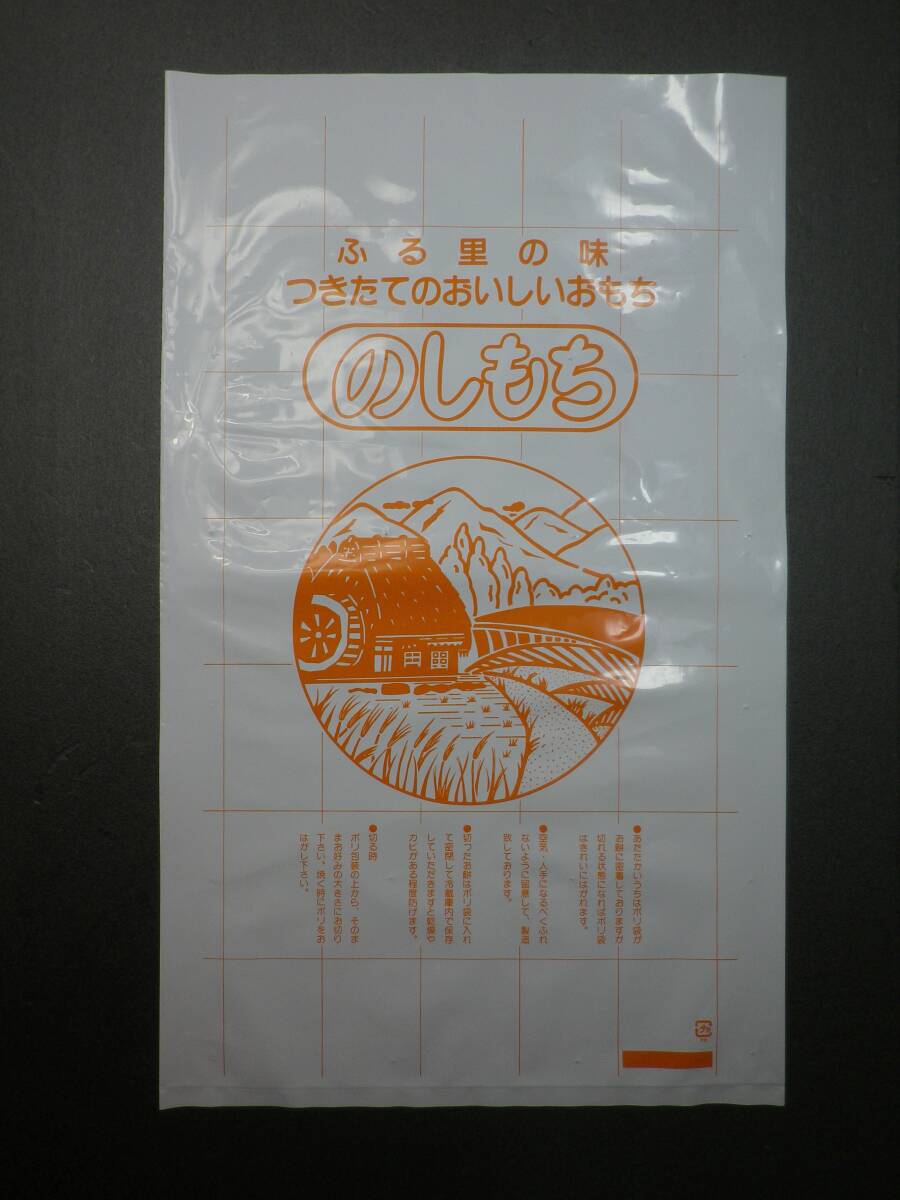 ふる里の味
つきたてのおいしいおもち
のしもち
●あたたかいうちはポリ袋が
お餅に密着しておりますが
切れる状態になればポリ袋
はきれいにはがれます。
●空気・人手になるべくふれ
ないように留意して、製造
致しております。
●切ったお餅はポリ袋に入れ
て密閉して冷蔵庫内で保存
していただきますと乾燥や
カビがある程度防げます。
●切る時
ポリ包装の上から、そのま
まお好みの大きさにお切り
下さい。焼く時にポリをお
はがし下さい。
プラ